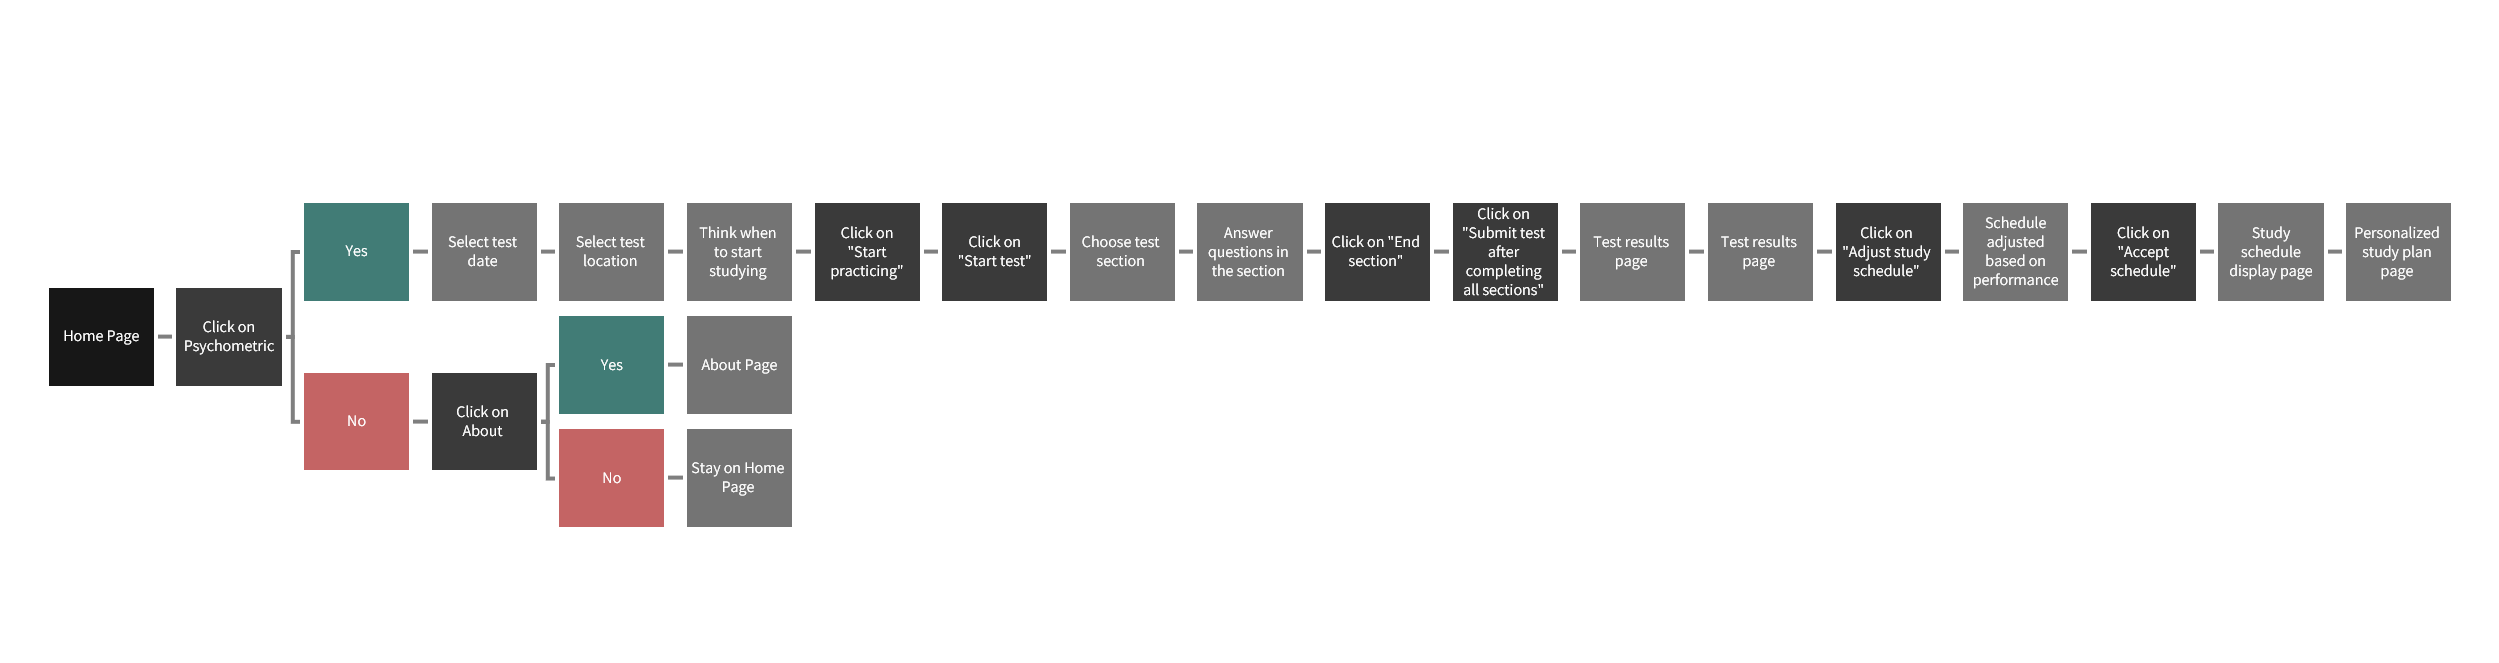 Home Page
Click on
Psychometric
Yes
Select test
date
Select test
location
Think when
to start
studying
Click on
"Start
practicing"
Click on
"Start test"
Choose test
section
Answer
questions in
the section
Click on "End
section"
Click on
"Submit test
after
completing
all sections"
Test results
page
Test results
page
Click on
"Adjust study
schedule"
Schedule
adjusted
based on
performance
Click on
"Accept
schedule"
Study
schedule
display page
Personalized
study plan
page
No
Click on
About
Yes
About Page
No
Stay on Home
Page